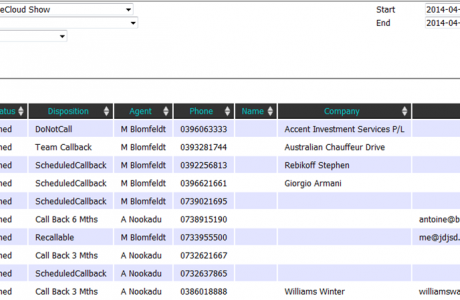 eCloud Show Start 2014-04-
End 2014-04
tatus Disposition Agent Phone Name Company
ned DoNotCall M Blomfeldt 0396063333 Accent Investment Services P/L
ned Team Callback M Blomfeldt 0393281744 Australian Chauffeur Drive
ned ScheduledCallback M Blomfeldt 0392256813 Rebikoff Stephen
ned ScheduledCallback M Blomfeldt 0396621661 Giorgio Armani
ned ScheduledCallback M Blomfeldt 0739021695
ned Call Back 6 Mths A Nookadu 0738915190 antoine@b
ned Recallable M Blomfeldt 0733955500 me@jdjsd.
ned Call Back 3 Mths A Nookadu 0732621667
ned ScheduledCallback A Nookadu 0732637865
ned Call Back 3 Mths M Blomfeldt 0386018888 Williams Winter williamswa